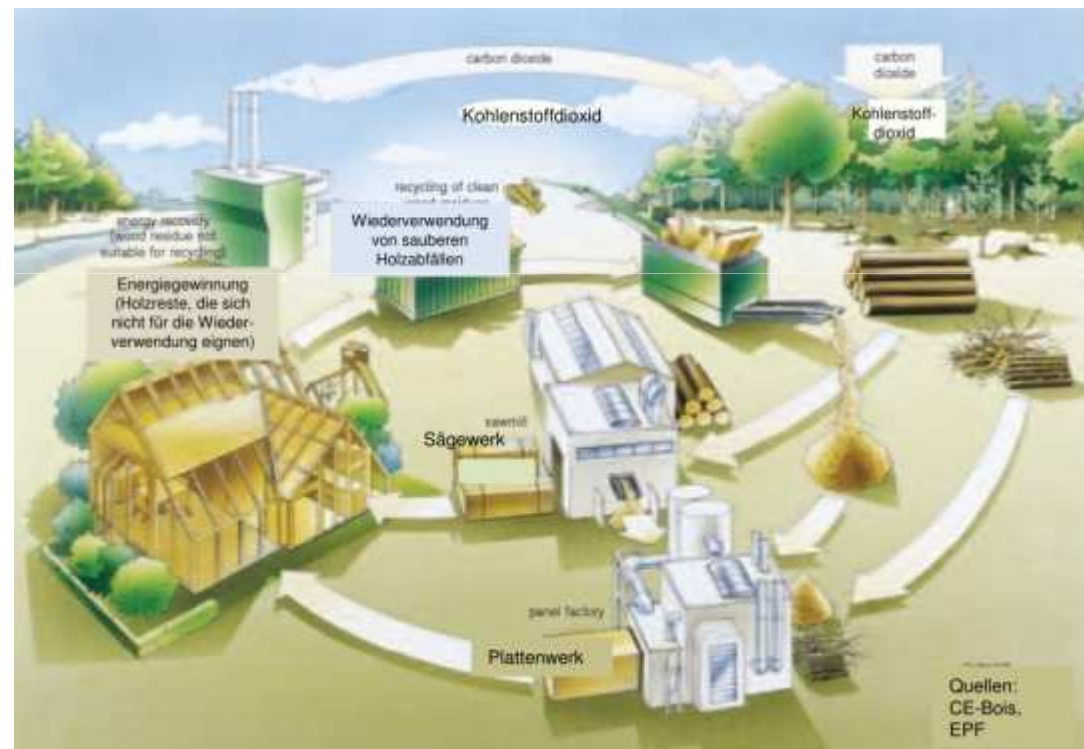 carbon dioxide
carbon
dioxide
Kohlenstoffdioxid
Kohlenstoff-
dioxid
recycling of clean
Wiederverwendung
von sauberen
Holzabfällen
energy recovery
(wood residue not
suitable for recycling)
Energiegewinnung
(Holzreste, die sich
nicht für die Wieder-
verwendung eignen)
sawmill
Sägewerk
panel factory
Plattenwerk
Quellen:
CE-Bois,
EPF